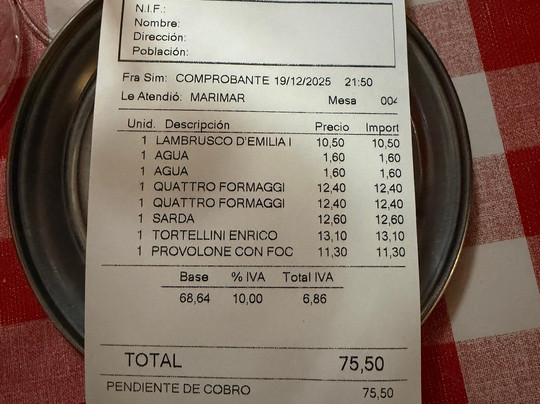 N.I.F.:
Nombre:
Dirección:
Población:
Fra Sim: COMPROBANTE 19/12/2025 21:50
Le Atendió: MARIMAR Mesa 004
Unid. Descripción Precio Import
1 LAMBRUSCO D'EMILIA I 10,50 10,50
1 AGUA 1,60 1,60
1 AGUA 1,60 1,60
1 QUATTRO FORMAGGI 12,40 12,40
1 QUATTRO FORMAGGI 12,40 12,40
1 SARDA 12,60 12,60
1 TORTELLINI ENRICO 13,10 13,10
1 PROVOLONE CON FOC 11,30 11,30
Base % IVA Total IVA
68,64 10,00 6,86
TOTAL 75,50
PENDIENTE DE COBRO 75,50